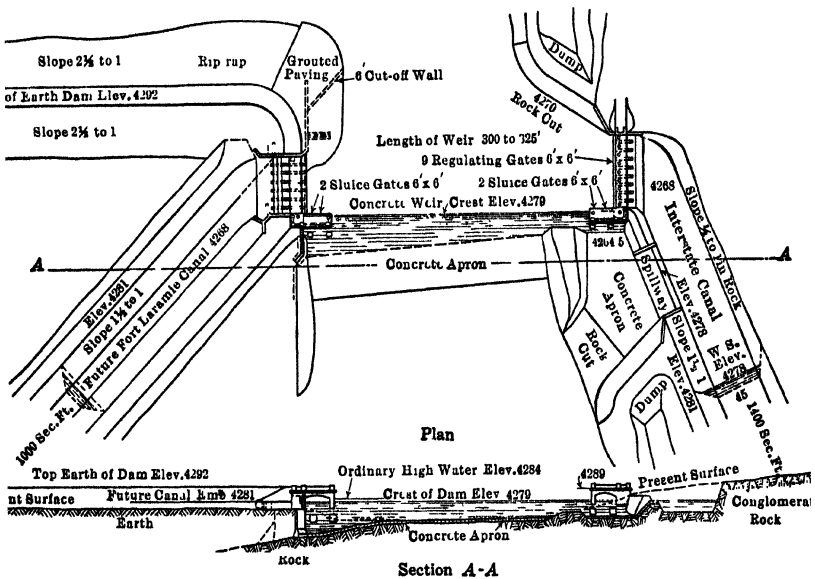 Slope 2½ to 1
Rip rap
Grouted
Paving
6' Cut-off Wall
of Earth Dam Elev. 4292
Slope 2½ to 1
Dump
4270
Rock Cut
Length of Weir 300 to 325'
9 Regulating Gates 6' x 6'
2 Sluice Gates 6' x 6'
2 Sluice Gates 6' x 6'
Concrete Weir, Crest Elev. 4279
4268
Slope ¼ to 1 in Rock
Interstate Canal
A
A
Concrete Apron
4264 5
Elev. 4281
Slope 1½ to 1
Future Fort Laramie Canal 4268
1000 Sec. Ft.
Spillway
Elev. 4278
Concrete
Apron
Rock
Cut
Slope 1½ 1
Elev. 4281
W S.
Elev.
4278
45
1400 Sec. Ft.
Dump
Plan
Top Earth of Dam Elev. 4292
Ordinary High Water Elev. 4284
4289
Present Surface
nt Surface
Future Canal 4281
Crest of Dam Elev 4279
Conglomerat
Rock
Earth
Concrete Apron
Rock
Section A-A